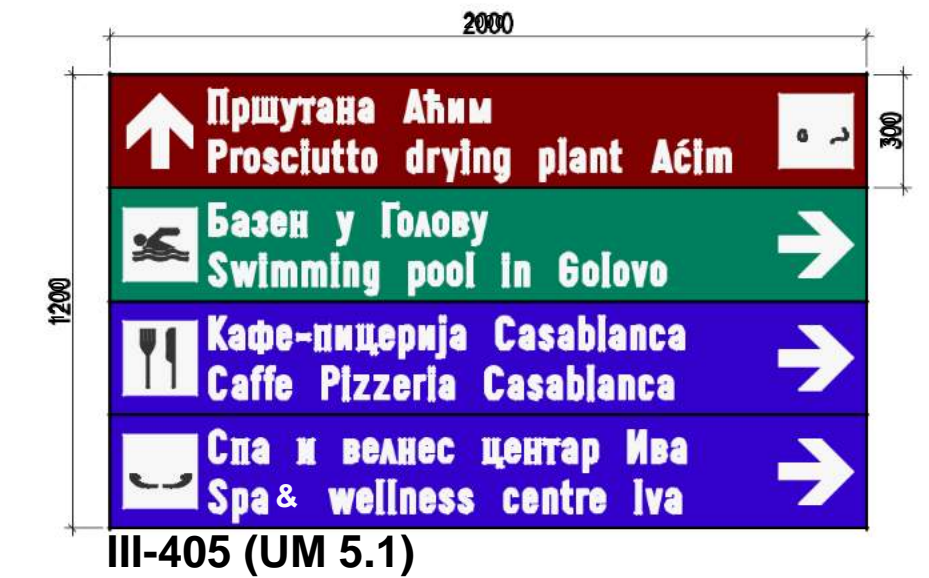 2000
Пршутана Аћим
Prosciutto drying plant Aćim
300
Базен у Голову
Swimming pool in Golovo
1200
Кафе-пицерија Casablanca
Caffe Pizzeria Casablanca
Спа и велнес центар Ива
Spa & wellness centre Iva
III-405 (UM 5.1)